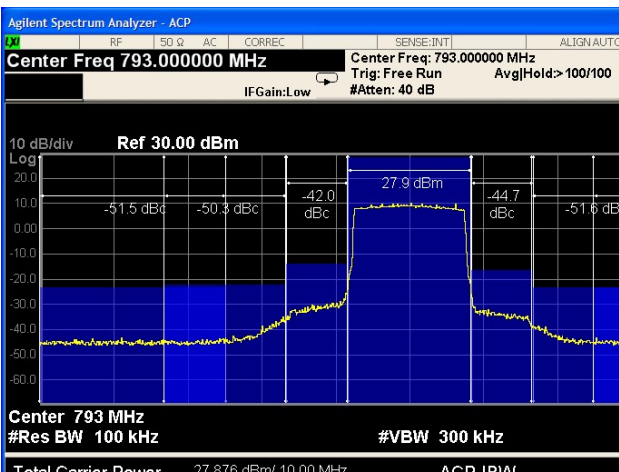 Agilent Spectrum Analyzer - ACP
LXI RF 50 Ω AC CORREC SENSE:INT ALIGN AUTO
Center Freq 793.000000 MHz
Center Freq: 793.000000 MHz
Trig: Free Run Avg|Hold:> 100/100
IFGain:Low #Atten: 40 dB
10 dB/div Ref 30.00 dBm
Log
20.0
10.0
0.00
-10.0
-20.0
-30.0
-40.0
-50.0
-60.0
-51.5 dBc -50.3 dBc -42.0 dBc 27.9 dBm -44.7 dBc -51.6 dB
Center 793 MHz
#Res BW 100 kHz #VBW 300 kHz
Total Carrier Power 27.876 dBm/ 10.00 MHz ACP-IBW